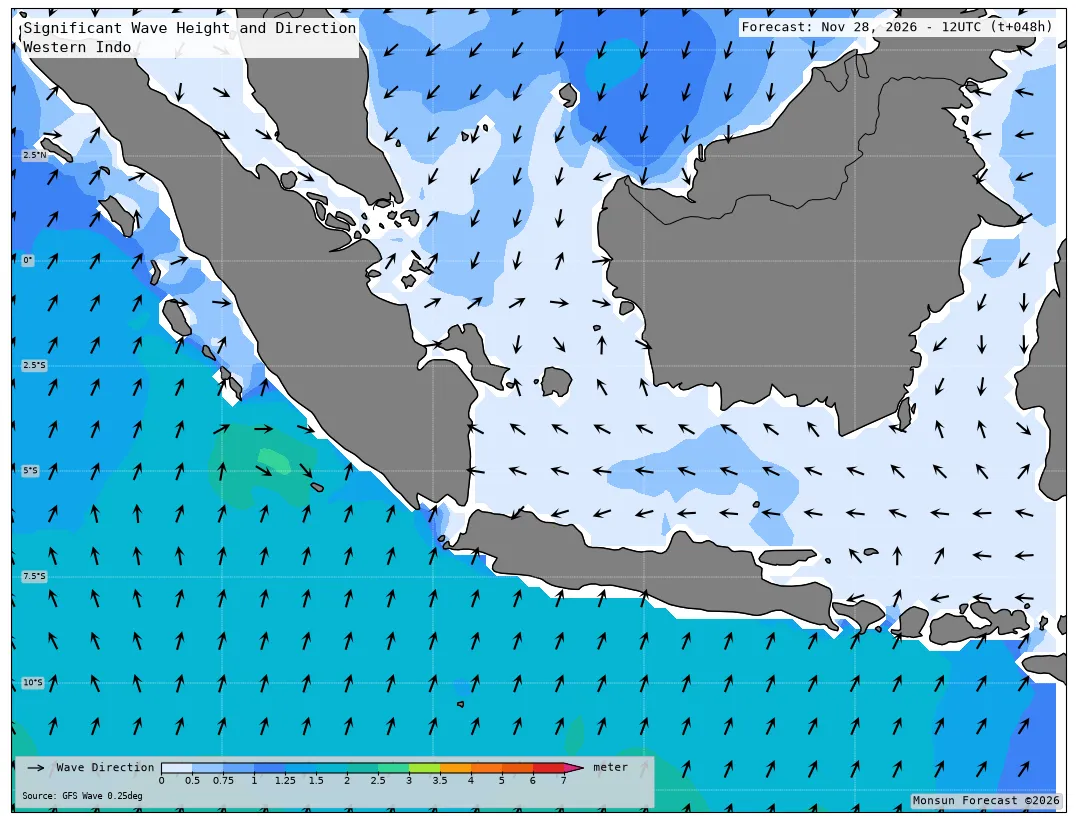 Significant Wave Height and Direction
Western Indo
Forecast: Nov 28, 2026 - 12UTC (t+048h)
2.5°N
0°
2.5°S
5°S
7.5°S
10°S
Wave Direction
0 0.5 0.75 1 1.25 1.5 2 2.5 3 3.5 4 5 6 7
meter
Source: GFS Wave 0.25deg
Monsun Forecast ©2026